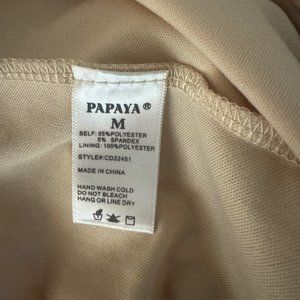 PAPAYA®
M
SELF: 95%POLYESTER
5% SPANDEX
LINING: 100%POLYESTER
STYLE#:CD22451
MADE IN CHINA
HAND WASH COLD
DO NOT BLEACH
HANG OR LINE DRY